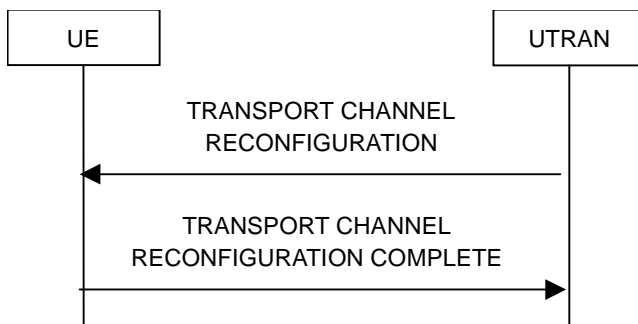 UE
UTRAN
TRANSPORT CHANNEL
RECONFIGURATION
TRANSPORT CHANNEL
RECONFIGURATION COMPLETE